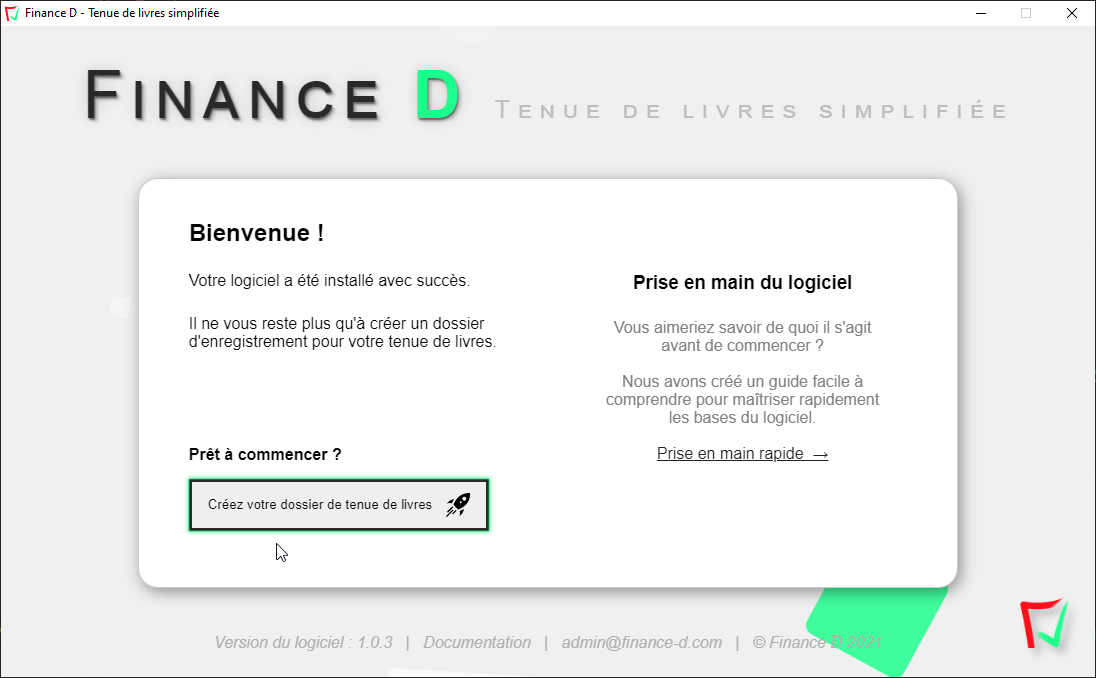 Finance D - Tenue de livres simplifiée
Finance D Tenue de livres simplifiée
Bienvenue !
Votre logiciel a été installé avec succès.
Il ne vous reste plus qu'à créer un dossier
d'enregistrement pour votre tenue de livres.
Prêt à commencer ?
Créez votre dossier de tenue de livres
Prise en main du logiciel
Vous aimeriez savoir de quoi il s'agit
avant de commencer ?
Nous avons créé un guide facile à
comprendre pour maîtriser rapidement
les bases du logiciel.
Prise en main rapide →
Version du logiciel : 1.0.3 | Documentation | admin@finance-d.com | © Finance D 2021